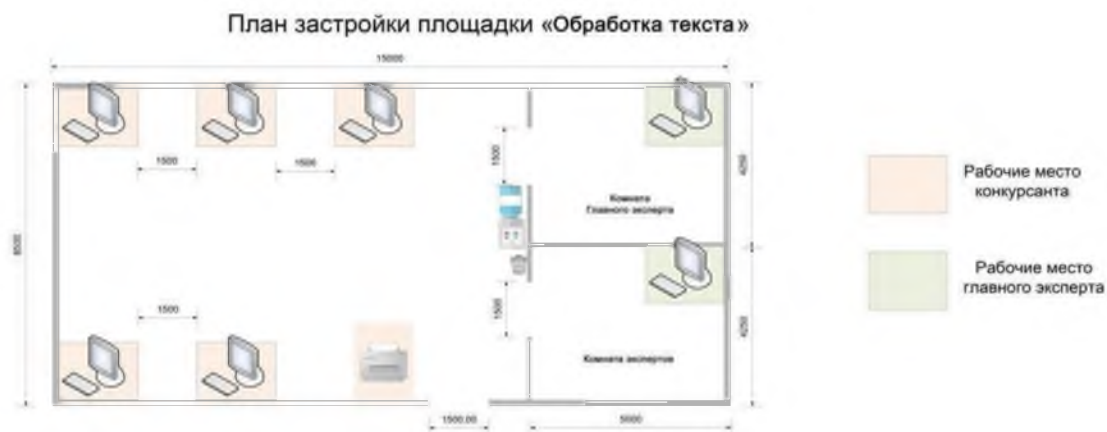 План застройки площадки «Обработка текста»
15000
1500
1500
1500
4250
Комната
Главного эксперта
8500
1500
1500
4250
Комната экспертов
1500,00
5000
Рабочие место
конкурсанта
Рабочие место
главного эксперта